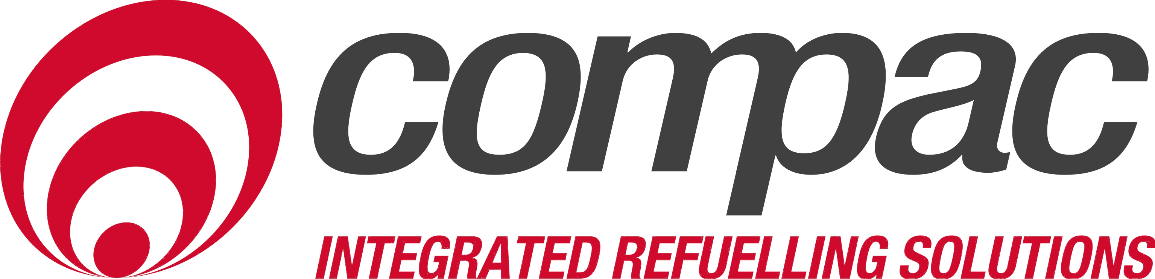 compac
INTEGRATED REFUELLING SOLUTIONS